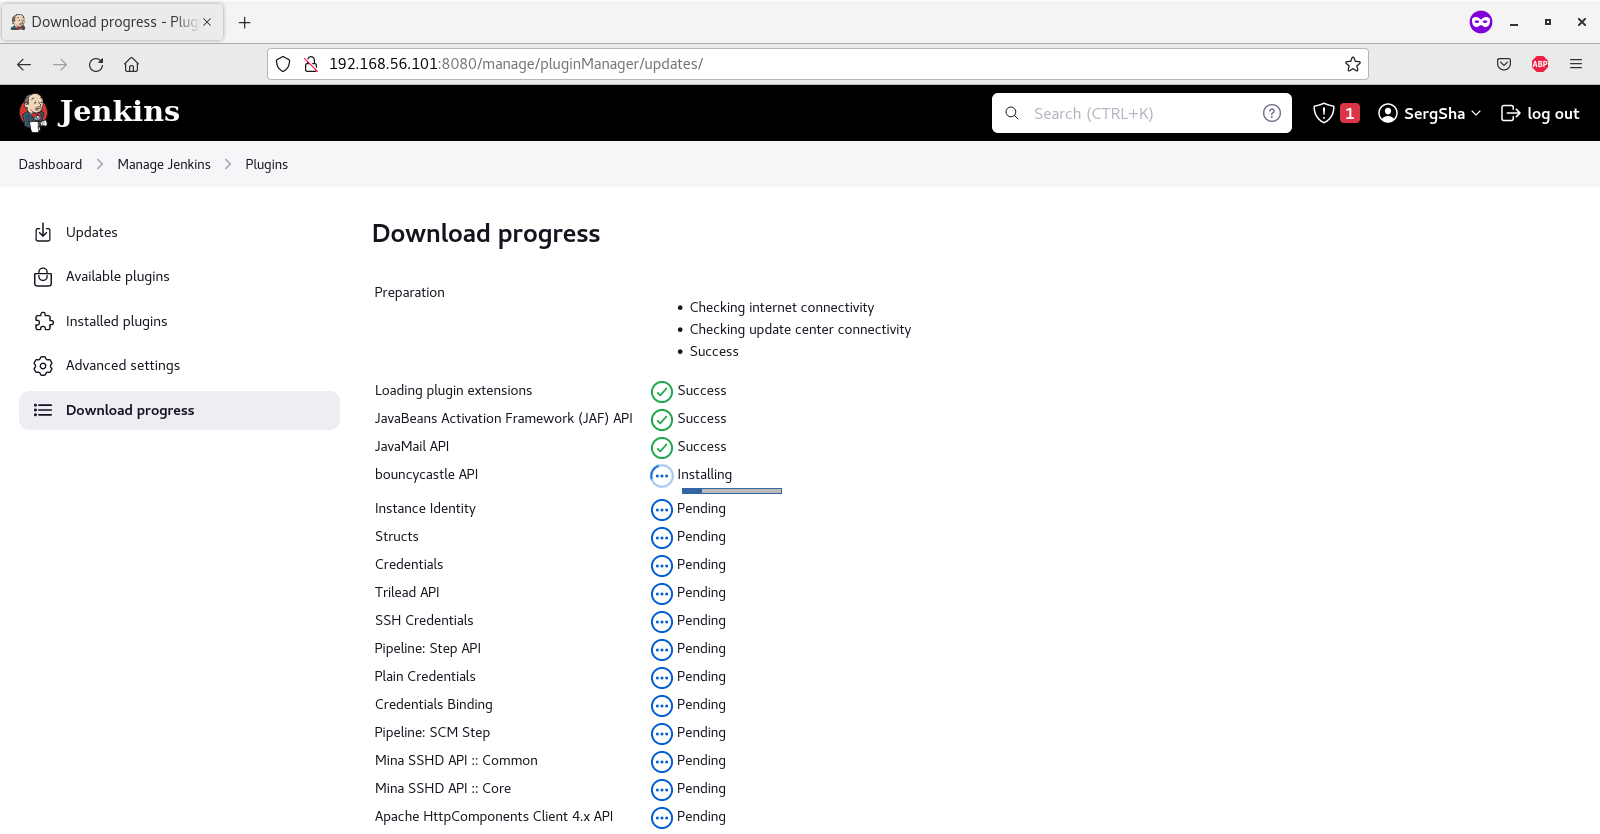 Download progress - Plug
192.168.56.101:8080/manage/pluginManager/updates/
ABP
Jenkins
Search (CTRL+K)
?
1
SergSha
log out
Dashboard
Manage Jenkins
Plugins
Updates
Available plugins
Installed plugins
Advanced settings
Download progress
Download progress
Preparation
Checking internet connectivity
Checking update center connectivity
Success
Loading plugin extensions Success
JavaBeans Activation Framework (JAF) API Success
JavaMail API Success
bouncycastle API Installing
Instance Identity Pending
Structs Pending
Credentials Pending
Trilead API Pending
SSH Credentials Pending
Pipeline: Step API Pending
Plain Credentials Pending
Credentials Binding Pending
Pipeline: SCM Step Pending
Mina SSHD API :: Common Pending
Mina SSHD API :: Core Pending
Apache HttpComponents Client 4.x API Pending